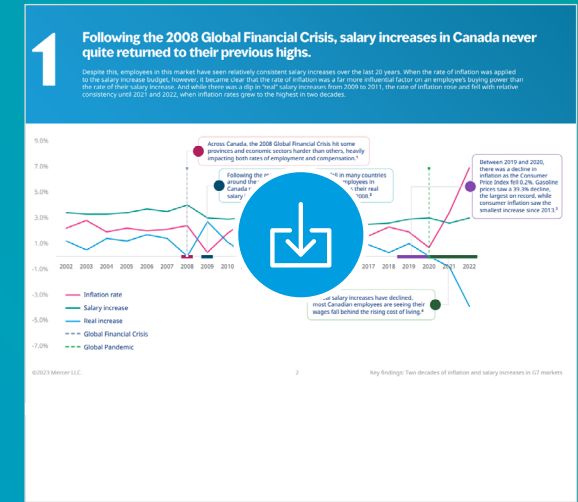 1
Following the 2008 Global Financial Crisis, salary increases in Canada never
quite returned to their previous highs.
Despite this, employees in this market have seen relatively consistent salary increases over the last 20 years. When the rate of inflation was applied
to the salary increase budget, however, it became clear that the rate of inflation was a far more influential factor on an employee's buying power than
the rate of their salary increase. And while there was a dip in "real" salary increases from 2009 to 2011, the rate of inflation rose and fell with relative
consistency until 2021 and 2022, when inflation rates grew to the highest in two decades.
9.0%
7.0%
5.0%
3.0%
1.0%
-1.0%
-3.0%
-5.0%
-7.0%
Across Canada, the 2008 Global Financial Crisis hit some
provinces and economic sectors harder than others, heavily
impacting both rates of employment and compensation.¹
Following the fell in many countries
around the employees in
Canada their real
salary 2008.²
Between 2019 and 2020,
there was a decline in
inflation as the Consumer
Price Index fell 0.2%. Gasoline
prices saw a 39.3% decline,
the largest on record, while
consumer inflation saw the
smallest increase since 2013.³
2002 2003 2004 2005 2006 2007 2008 2009 2010 2017 2018 2019 2020 2021 2022
Inflation rate
Salary increase
Real increase
Global Financial Crisis
Global Pandemic
salary increases have declined,
most Canadian employees are seeing their
wages fall behind the rising cost of living.⁴
©2023 Mercer LLC.
2
Key findings: Two decades of inflation and salary increases in G7 markets